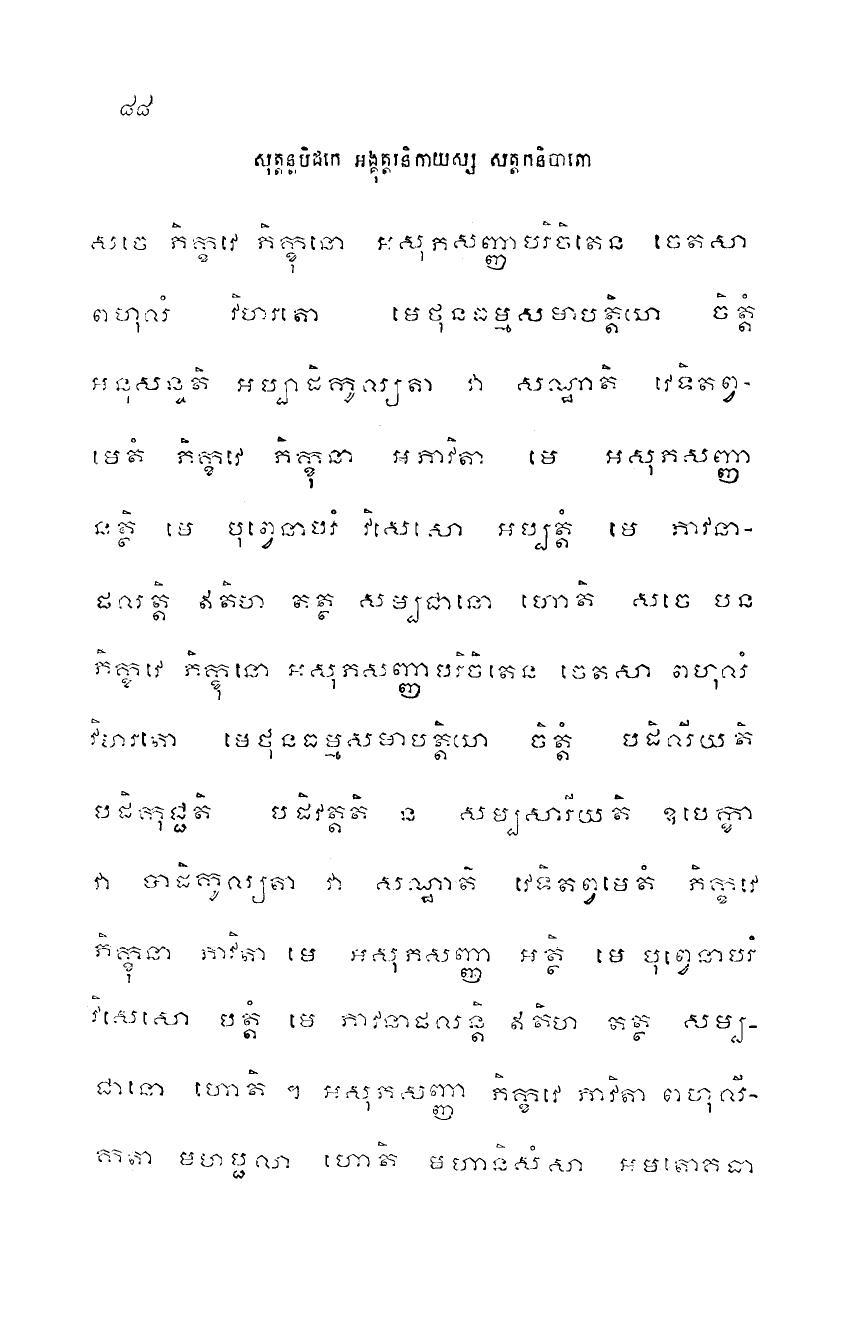 ៨៨
សុត្តន្តបិដកេ អង្គុត្តរនិកាយស្ស សត្តកនិបាតោ
សចេ ភិក្ខវេ ភិក្ខុនោ អសុភសញ្ញាបរិចិតេន ចេតសា
ពហុលំ វិហរតោ មេថុនធម្មសមាបត្តិយា ចិត្តំ
អនុសន្ទតិ អប្បាដិកូល្យតា វា សណ្ឋាតិ វេទិតព្វ-
មេតំ ភិក្ខវេ ភិក្ខុនា អភាវិតា មេ អសុភសញ្ញា
នត្ថិ មេ បុព្វេនាបរំ វិសេសោ អប្បត្តំ មេ ភាវនា-
ផលន្តិ ឥតិហ តត្ថ សម្បជានោ ហោតិ សចេ បន
ភិក្ខវេ ភិក្ខុនោ អសុភសញ្ញាបរិចិតេន ចេតសា ពហុលំ
វិហរតោ មេថុនធម្មសមាបត្តិយា ចិត្តំ បដិលីយតិ
បដិកុជ្ជតិ បដិវត្តតិ ន សម្បសារីយតិ ឧបេក្ខា
វា បាដិកូល្យតា វា សណ្ឋាតិ វេទិតព្វមេតំ ភិក្ខវេ
ភិក្ខុនា ភាវិតា មេ អសុភសញ្ញា អត្ថិ មេ បុព្វេនាបរំ
វិសេសោ បត្តំ មេ ភាវនាផលន្តិ ឥតិហ តត្ថ សម្ប-
ជានោ ហោតិ ។ អសុភសញ្ញា ភិក្ខវេ ភាវិតា ពហុលី-
កតា មហប្ផលា ហោតិ មហានិសំសា អមតោគធា